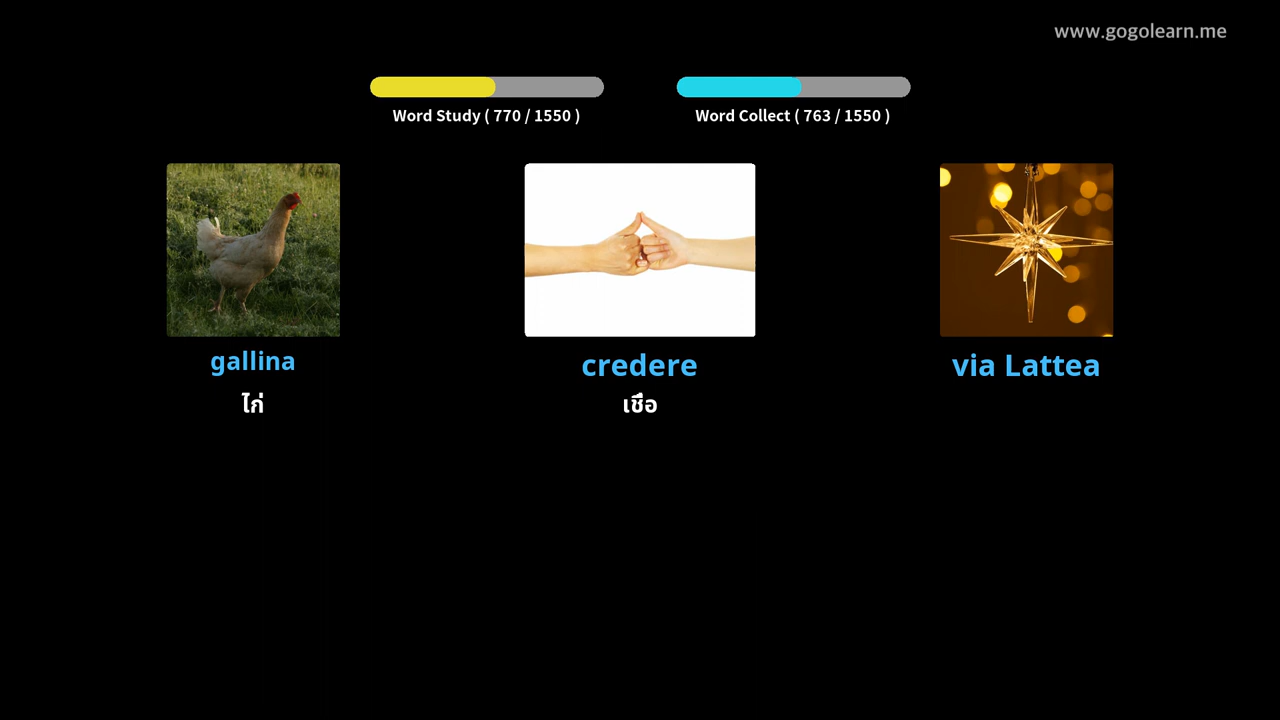 www.gogolearn.me
Word Study ( 770 / 1550 )
Word Collect ( 763 / 1550 )
gallina
credere
via Lattea
ไก่
เชื่อ